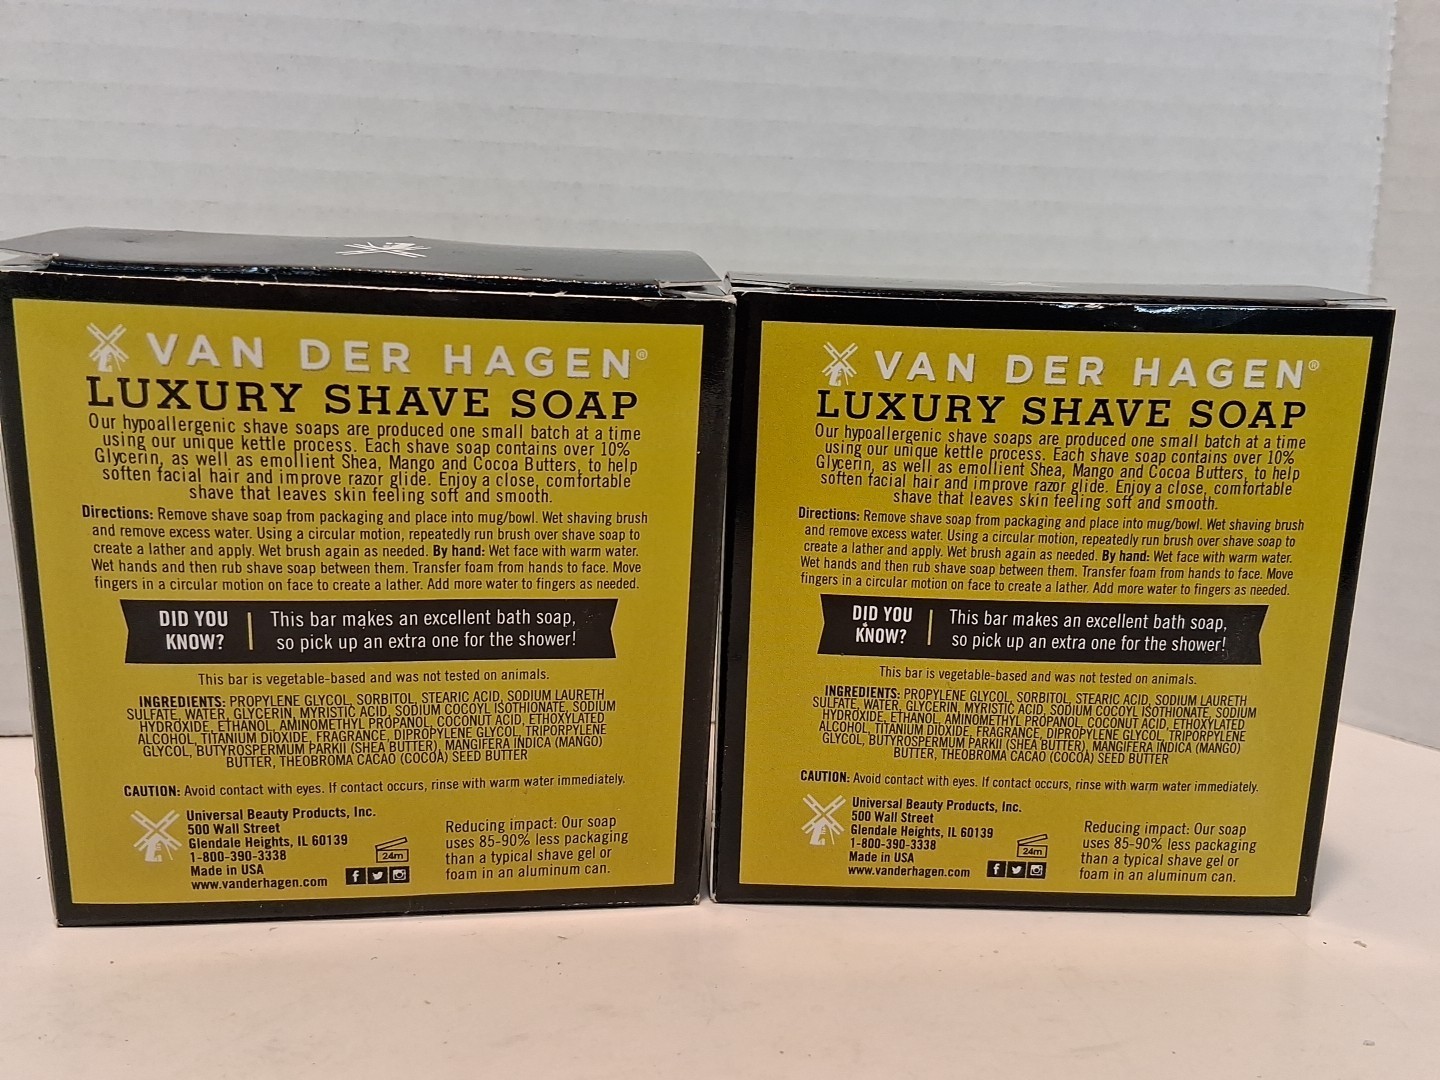 VAN DER HAGEN®
LUXURY SHAVE SOAP
Our hypoallergenic shave soaps are produced one small batch at a time
using our unique kettle process. Each shave soap contains over 10%
Glycerin, as well as emollient Shea, Mango and Cocoa Butters, to help
soften facial hair and improve razor glide. Enjoy a close, comfortable
shave that leaves skin feeling soft and smooth.
Directions: Remove shave soap from packaging and place into mug/bowl. Wet shaving brush
and remove excess water. Using a circular motion, repeatedly run brush over shave soap to
create a lather and apply. Wet brush again as needed. By hand: Wet face with warm water.
Wet hands and then rub shave soap between them. Transfer foam from hands to face. Move
fingers in a circular motion on face to create a lather. Add more water to fingers as needed.
DID YOU
KNOW?
This bar makes an excellent bath soap,
so pick up an extra one for the shower!
This bar is vegetable-based and was not tested on animals.
INGREDIENTS: PROPYLENE GLYCOL, SORBITOL, STEARIC ACID, SODIUM LAURETH
SULFATE, WATER, GLYCERIN, MYRISTIC ACID, SODIUM COCOYL ISOTHIONATE, SODIUM
HYDROXIDE, ETHANOL, AMINOMETHYL PROPANOL, COCONUT ACID, ETHOXYLATED
ALCOHOL, TITANIUM DIOXIDE, FRAGRANCE, DIPROPYLENE GLYCOL, TRIPORPYLENE
GLYCOL, BUTYROSPERMUM PARKII (SHEA BUTTER), MANGIFERA INDICA (MANGO)
BUTTER, THEOBROMA CACAO (COCOA) SEED BUTTER
CAUTION: Avoid contact with eyes. If contact occurs, rinse with warm water immediately.
Universal Beauty Products, Inc.
500 Wall Street
Glendale Heights, IL 60139
1-800-390-3338
Made in USA
www.vanderhagen.com
24m
Reducing impact: Our soap
uses 85-90% less packaging
than a typical shave gel or
foam in an aluminum can.
VAN DER HAGEN®
LUXURY SHAVE SOAP
Our hypoallergenic shave soaps are produced one small batch at a time
using our unique kettle process. Each shave soap contains over 10%
Glycerin, as well as emollient Shea, Mango and Cocoa Butters, to help
soften facial hair and improve razor glide. Enjoy a close, comfortable
shave that leaves skin feeling soft and smooth.
Directions: Remove shave soap from packaging and place into mug/bowl. Wet shaving brush
and remove excess water. Using a circular motion, repeatedly run brush over shave soap to
create a lather and apply. Wet brush again as needed. By hand: Wet face with warm water.
Wet hands and then rub shave soap between them. Transfer foam from hands to face. Move
fingers in a circular motion on face to create a lather. Add more water to fingers as needed.
DID YOU
KNOW?
This bar makes an excellent bath soap,
so pick up an extra one for the shower!
This bar is vegetable-based and was not tested on animals.
INGREDIENTS: PROPYLENE GLYCOL, SORBITOL, STEARIC ACID, SODIUM LAURETH
SULFATE, WATER, GLYCERIN, MYRISTIC ACID, SODIUM COCOYL ISOTHIONATE, SODIUM
HYDROXIDE, ETHANOL, AMINOMETHYL PROPANOL, COCONUT ACID, ETHOXYLATED
ALCOHOL, TITANIUM DIOXIDE, FRAGRANCE, DIPROPYLENE GLYCOL, TRIPORPYLENE
GLYCOL, BUTYROSPERMUM PARKII (SHEA BUTTER), MANGIFERA INDICA (MANGO)
BUTTER, THEOBROMA CACAO (COCOA) SEED BUTTER
CAUTION: Avoid contact with eyes. If contact occurs, rinse with warm water immediately.
Universal Beauty Products, Inc.
500 Wall Street
Glendale Heights, IL 60139
1-800-390-3338
Made in USA
www.vanderhagen.com
24m
Reducing impact: Our soap
uses 85-90% less packaging
than a typical shave gel or
foam in an aluminum can.